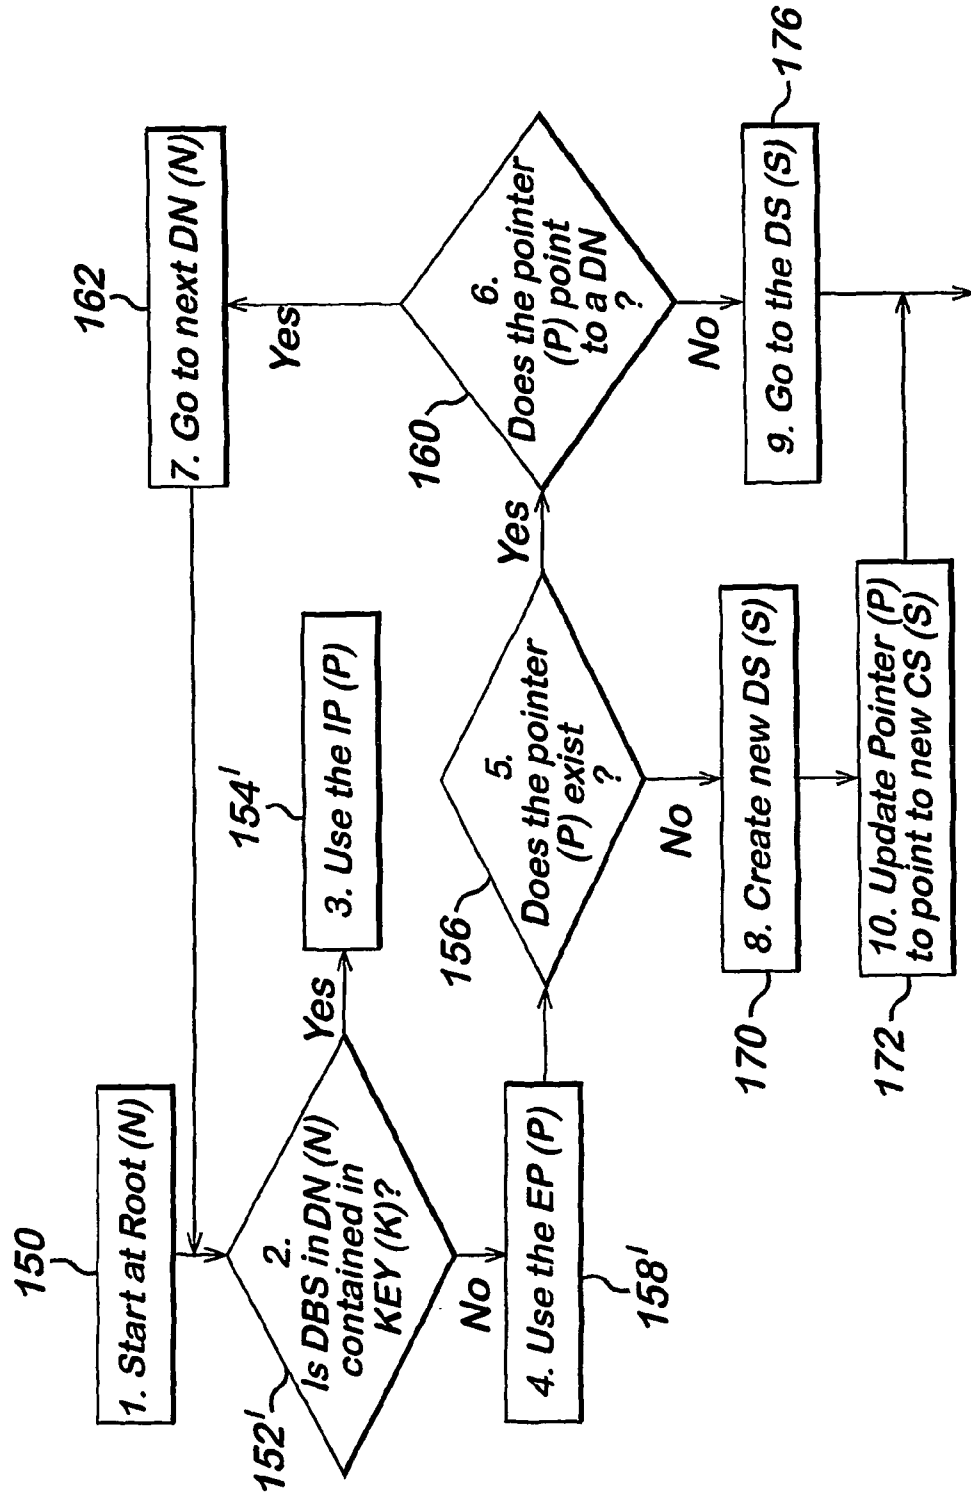 150
1. Start at Root (N)
152'
2.
Is DBS in DN (N)
contained in
KEY (K)?
Yes
154'
3. Use the IP (P)
No
158'
4. Use the EP (P)
156
5.
Does the pointer
(P) exist
?
Yes
160
6.
Does the pointer
(P) point
to a DN
?
Yes
162
7. Go to next DN (N)
No
170
8. Create new DS (S)
172
10. Update Pointer (P)
to point to new CS (S)
No
176
9. Go to the DS (S)